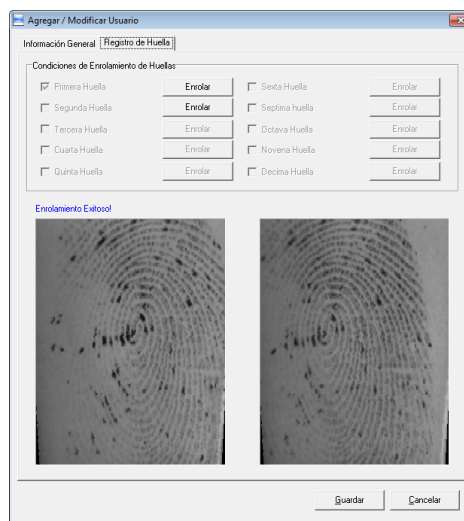 Agregar / Modificar Usuario
Información General
Registro de Huella
Condiciones de Enrolamiento de Huellas
Primera Huella
Enrolar
Sexta Huella
Enrolar
Segunda Huella
Enrolar
Septima huella
Enrolar
Tercera Huella
Enrolar
Octava Huella
Enrolar
Cuarta Huella
Enrolar
Novena Huella
Enrolar
Quinta Huella
Enrolar
Decima Huella
Enrolar
Enrolamiento Exitoso!
Guardar
Cancelar